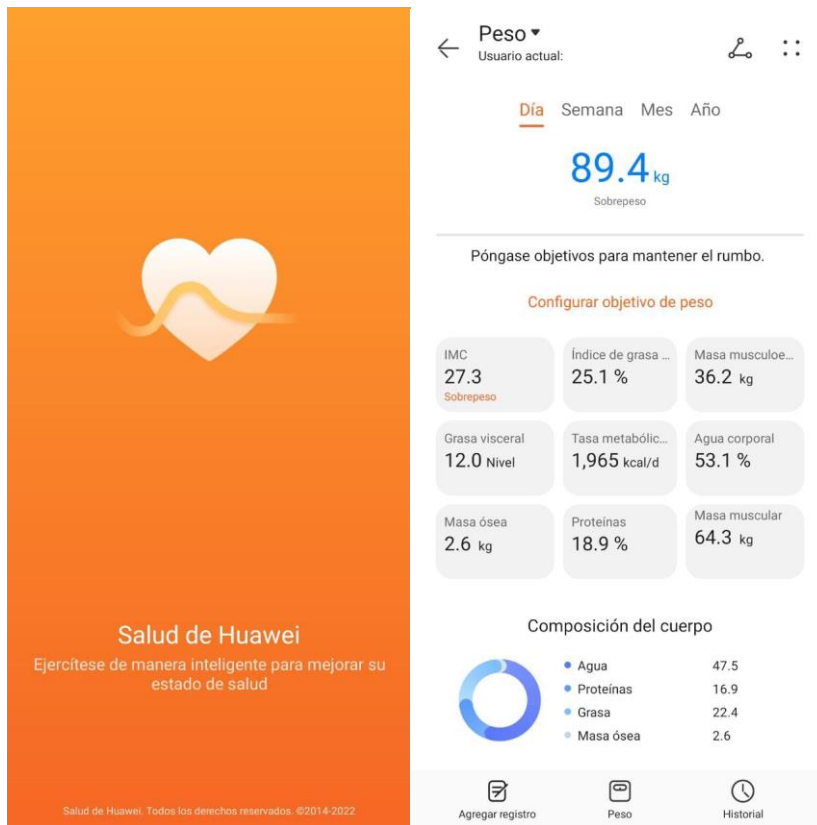 Salud de Huawei
Ejercítese de manera inteligente para mejorar su
estado de salud
Salud de Huawei. Todos los derechos reservados. ©2014-2022
Peso
Usuario actual:
Día Semana Mes Año
89.4 kg
Sobrepeso
Póngase objetivos para mantener el rumbo.
Configurar objetivo de peso
IMC
27.3
Sobrepeso
Índice de grasa ...
25.1 %
Masa musculoe...
36.2 kg
Grasa visceral
12.0 Nivel
Tasa metabólic...
1,965 kcal/d
Agua corporal
53.1 %
Masa ósea
2.6 kg
Proteínas
18.9 %
Masa muscular
64.3 kg
Composición del cuerpo
Agua 47.5
Proteínas 16.9
Grasa 22.4
Masa ósea 2.6
Agregar registro
Peso
Historial